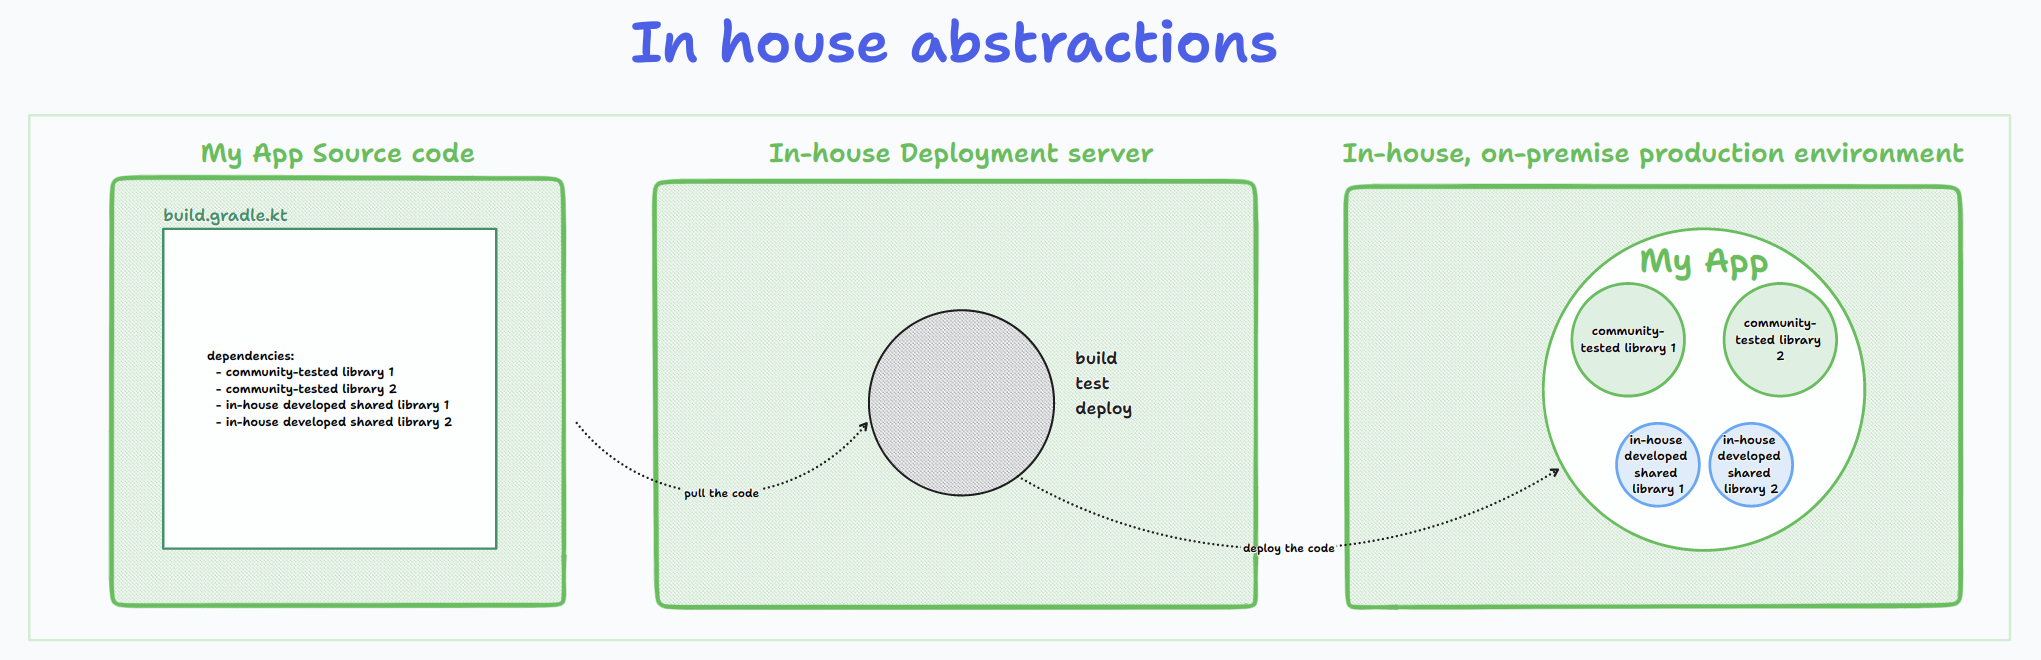 In house abstractions
My App Source code
build.gradle.kt
dependencies:
- community-tested library 1
- community-tested library 2
- in-house developed shared library 1
- in-house developed shared library 2
pull the code
In-house Deployment server
build
test
deploy
deploy the code
In-house, on-premise production environment
My App
community-
tested library 1
community-
tested library
2
in-house
developed
shared
library 1
in-house
developed
shared
library 2